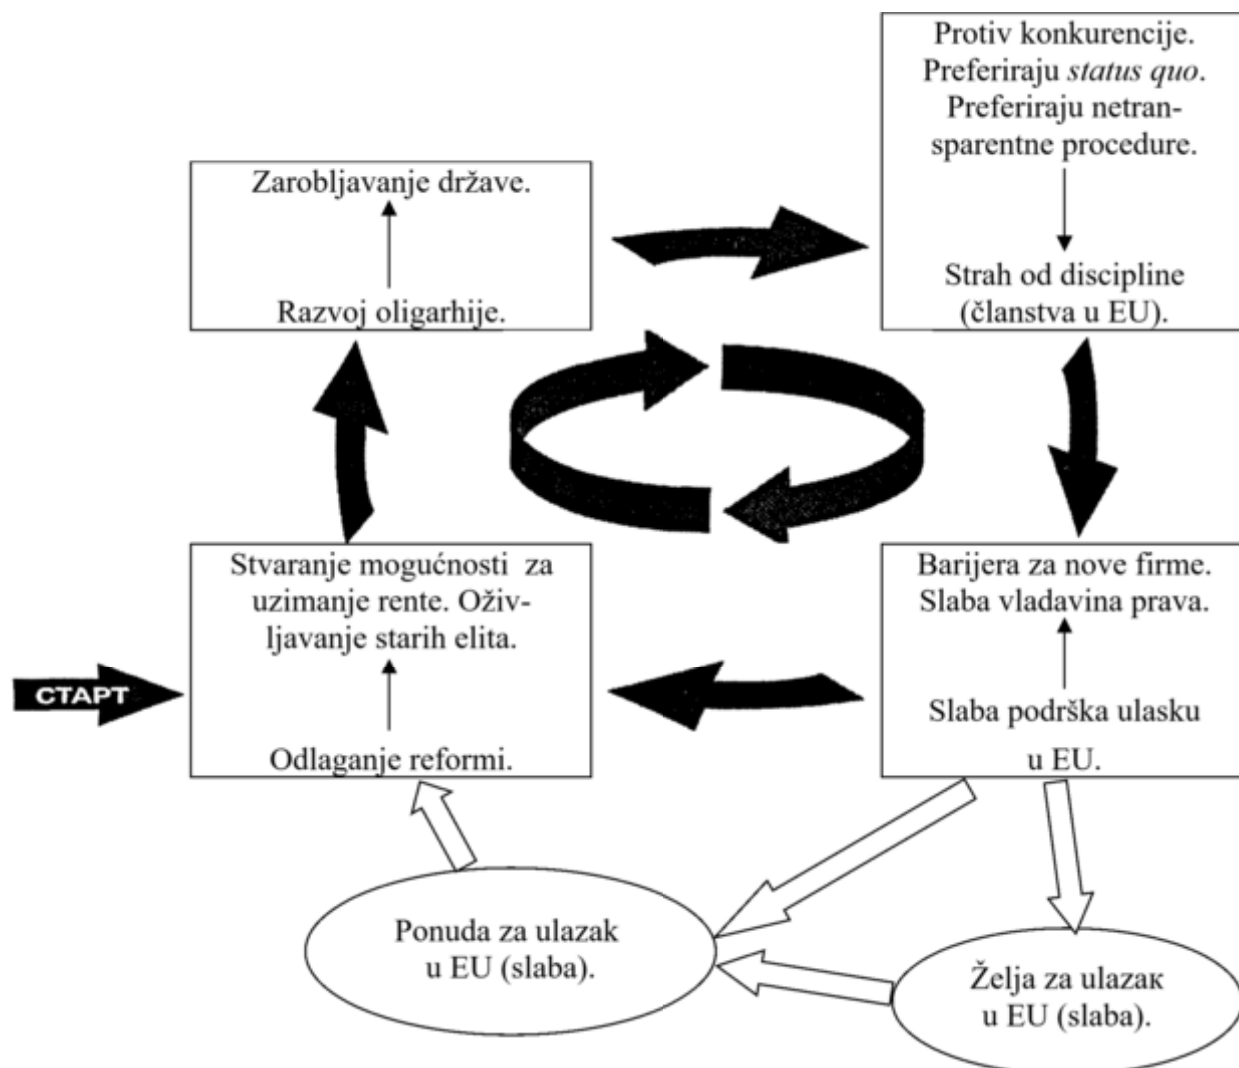 Protiv konkurencije.
Preferiraju status quo.
Preferiraju netran-
sparentne procedure.
Strah od discipline
(članstva u EU).
Zarobljavanje države.
Razvoj oligarhije.
Stvaranje mogućnosti za
uzimanje rente. Oživ-
ljavanje starih elita.
Odlaganje reformi.
Barijera za nove firme.
Slaba vladavina prava.
Slaba podrška ulasku
u EU.
СТАРТ
Ponuda za ulazak
u EU (slaba).
Želja za ulazaк
u EU (slaba).